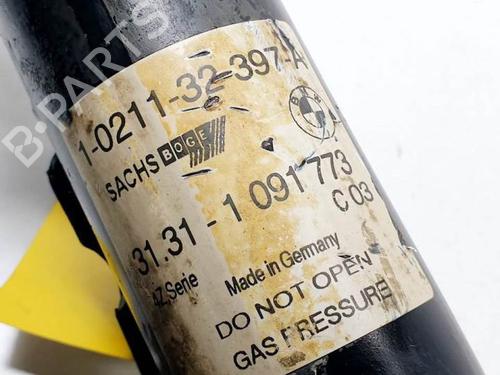 B-PARTS
1-0211-32-397-A
SACHS BOGE
BMW
31.31-1 091 773
AZ.Serie
C 03
Made in Germany
DO NOT OPEN
GAS PRESSURE